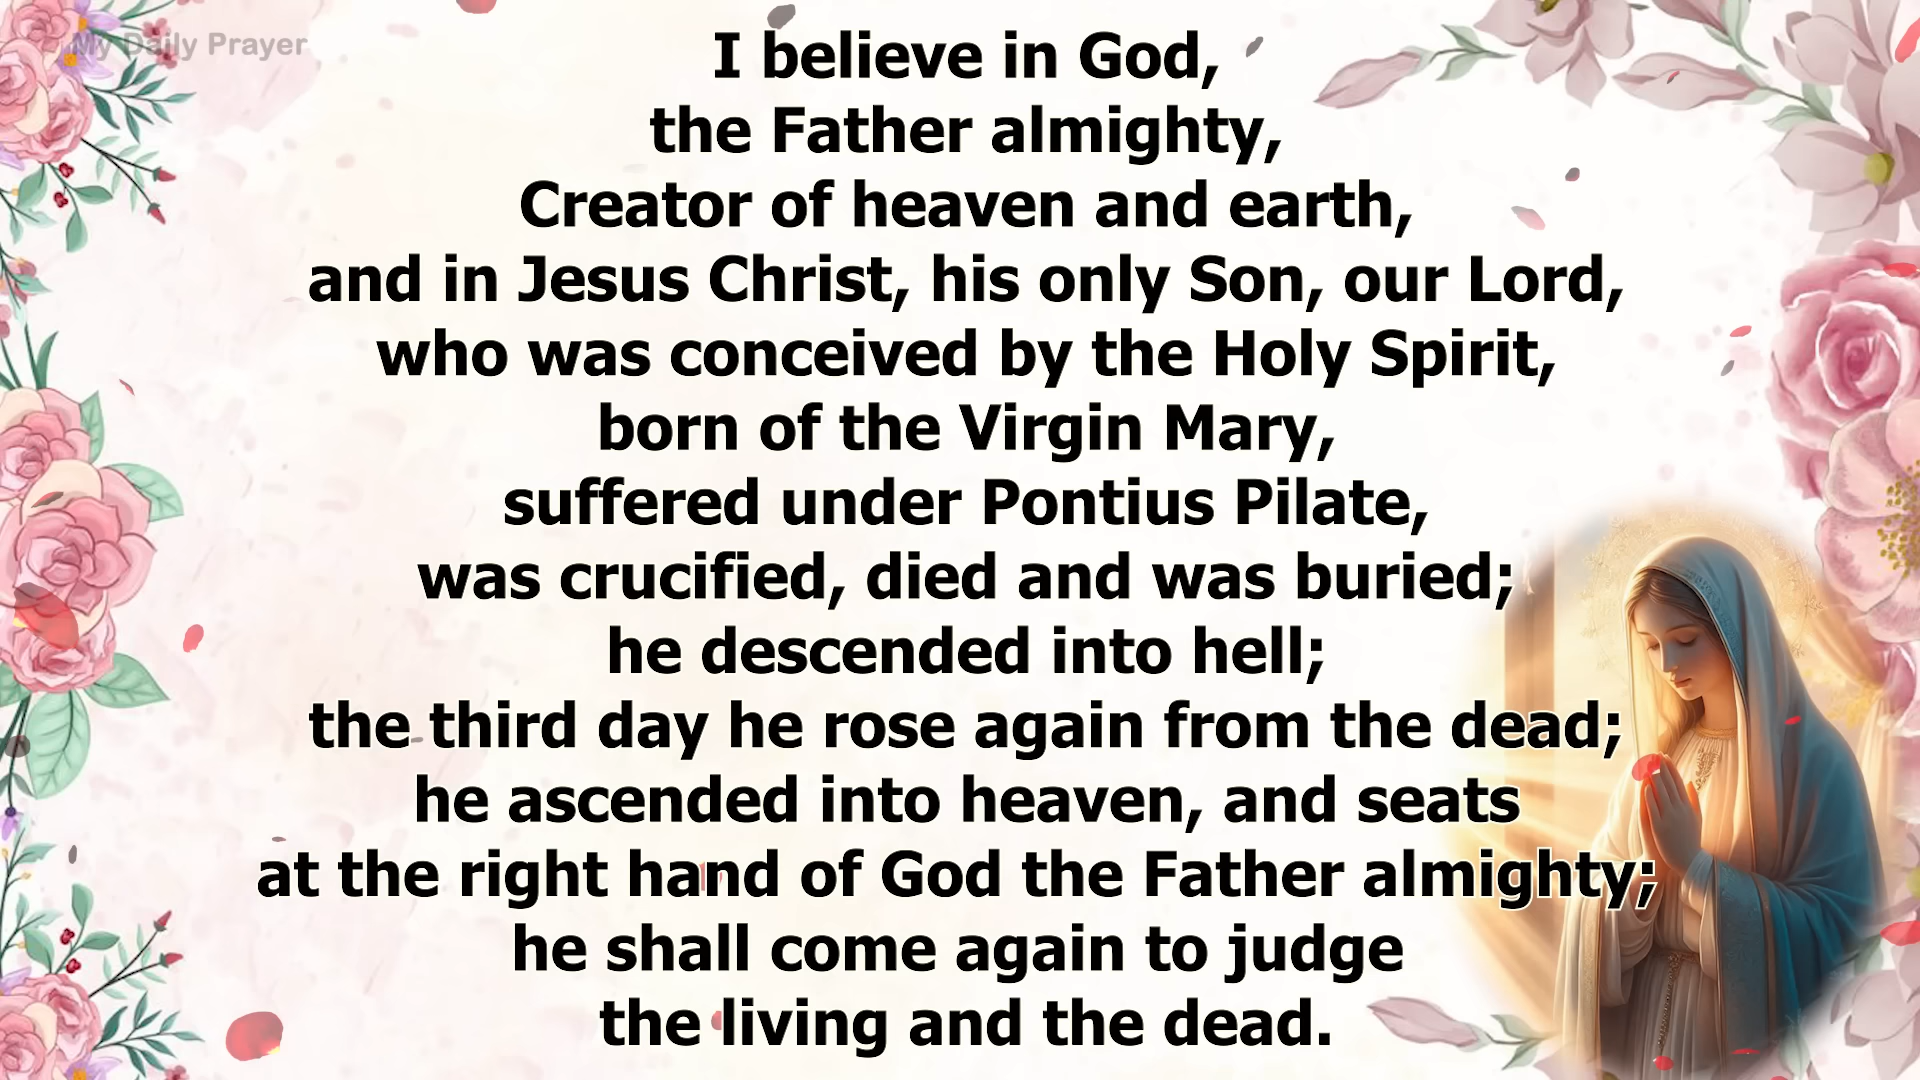 My Daily Prayer
I believe in God,
the Father almighty,
Creator of heaven and earth,
and in Jesus Christ, his only Son, our Lord,
who was conceived by the Holy Spirit,
born of the Virgin Mary,
suffered under Pontius Pilate,
was crucified, died and was buried;
he descended into hell;
the third day he rose again from the dead;
he ascended into heaven, and seats
at the right hand of God the Father almighty;
he shall come again to judge
the living and the dead.